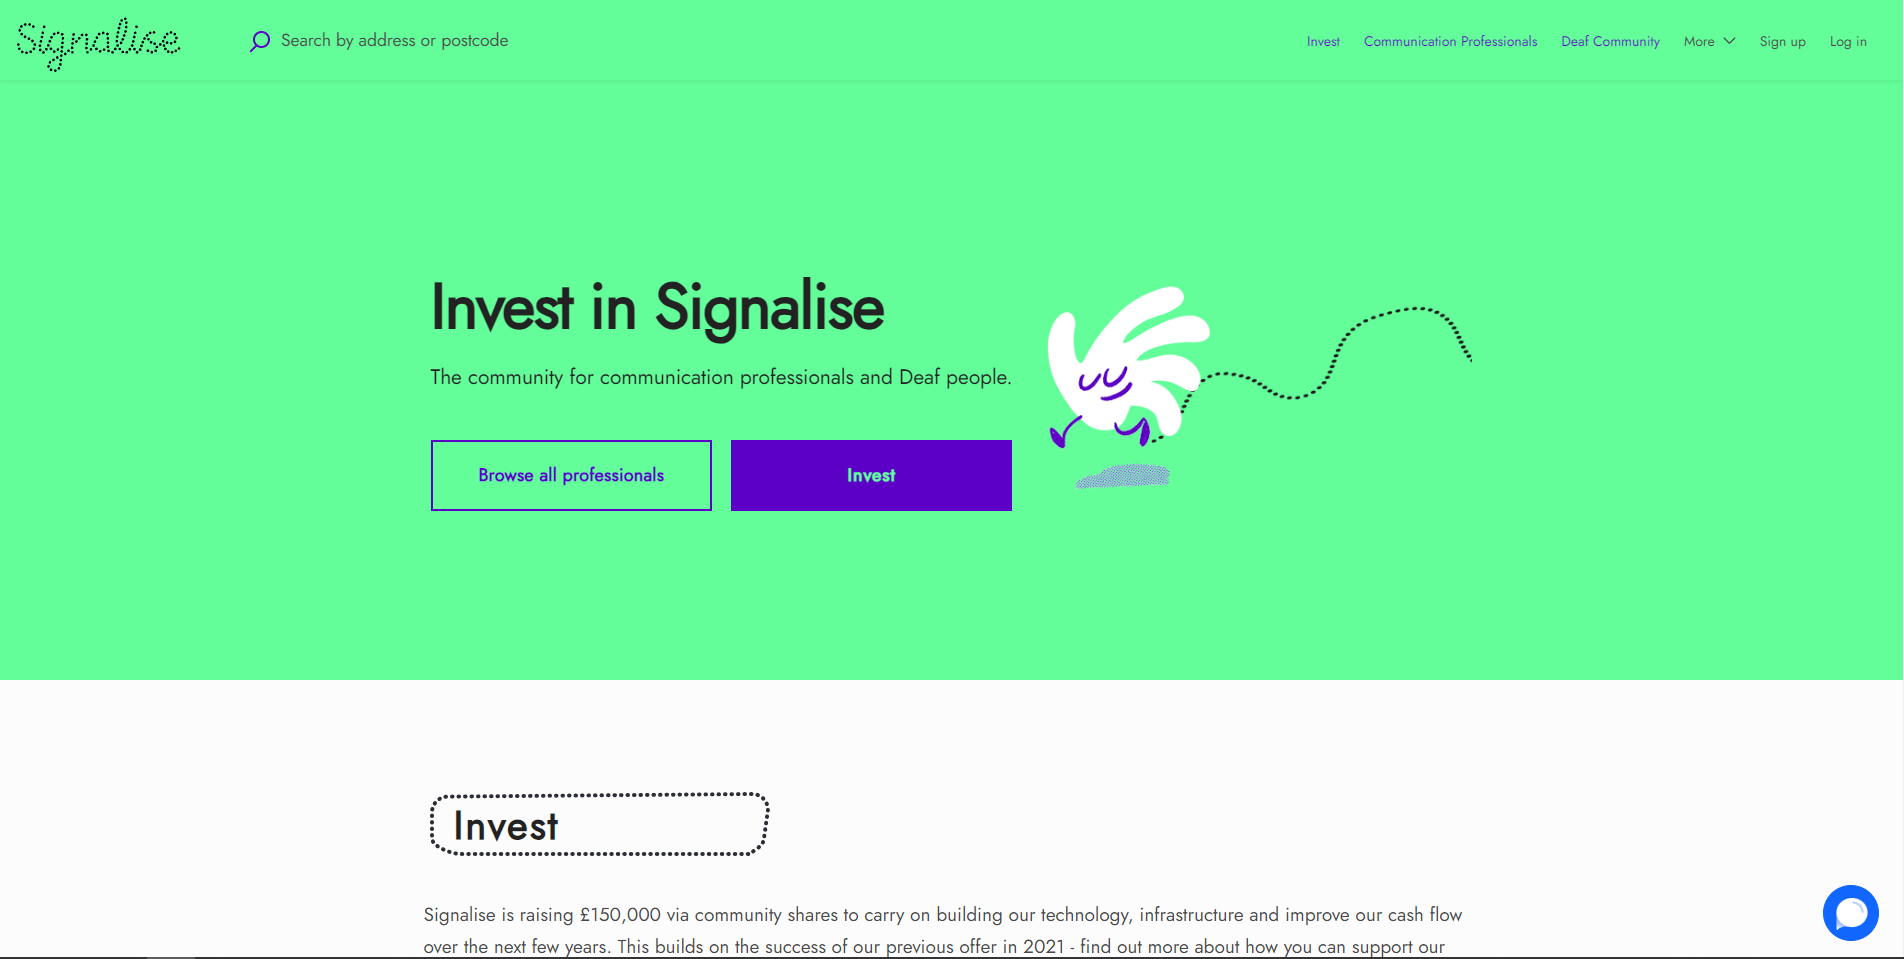 Signalise
Search by address or postcode
Invest
Communication Professionals
Deaf Community
More
Sign up
Log in
Invest in Signalise
The community for communication professionals and Deaf people.
Browse all professionals
Invest
Invest
Signalise is raising £150,000 via community shares to carry on building our technology, infrastructure and improve our cash flow
over the next few years. This builds on the success of our previous offer in 2021 - find out more about how you can support our